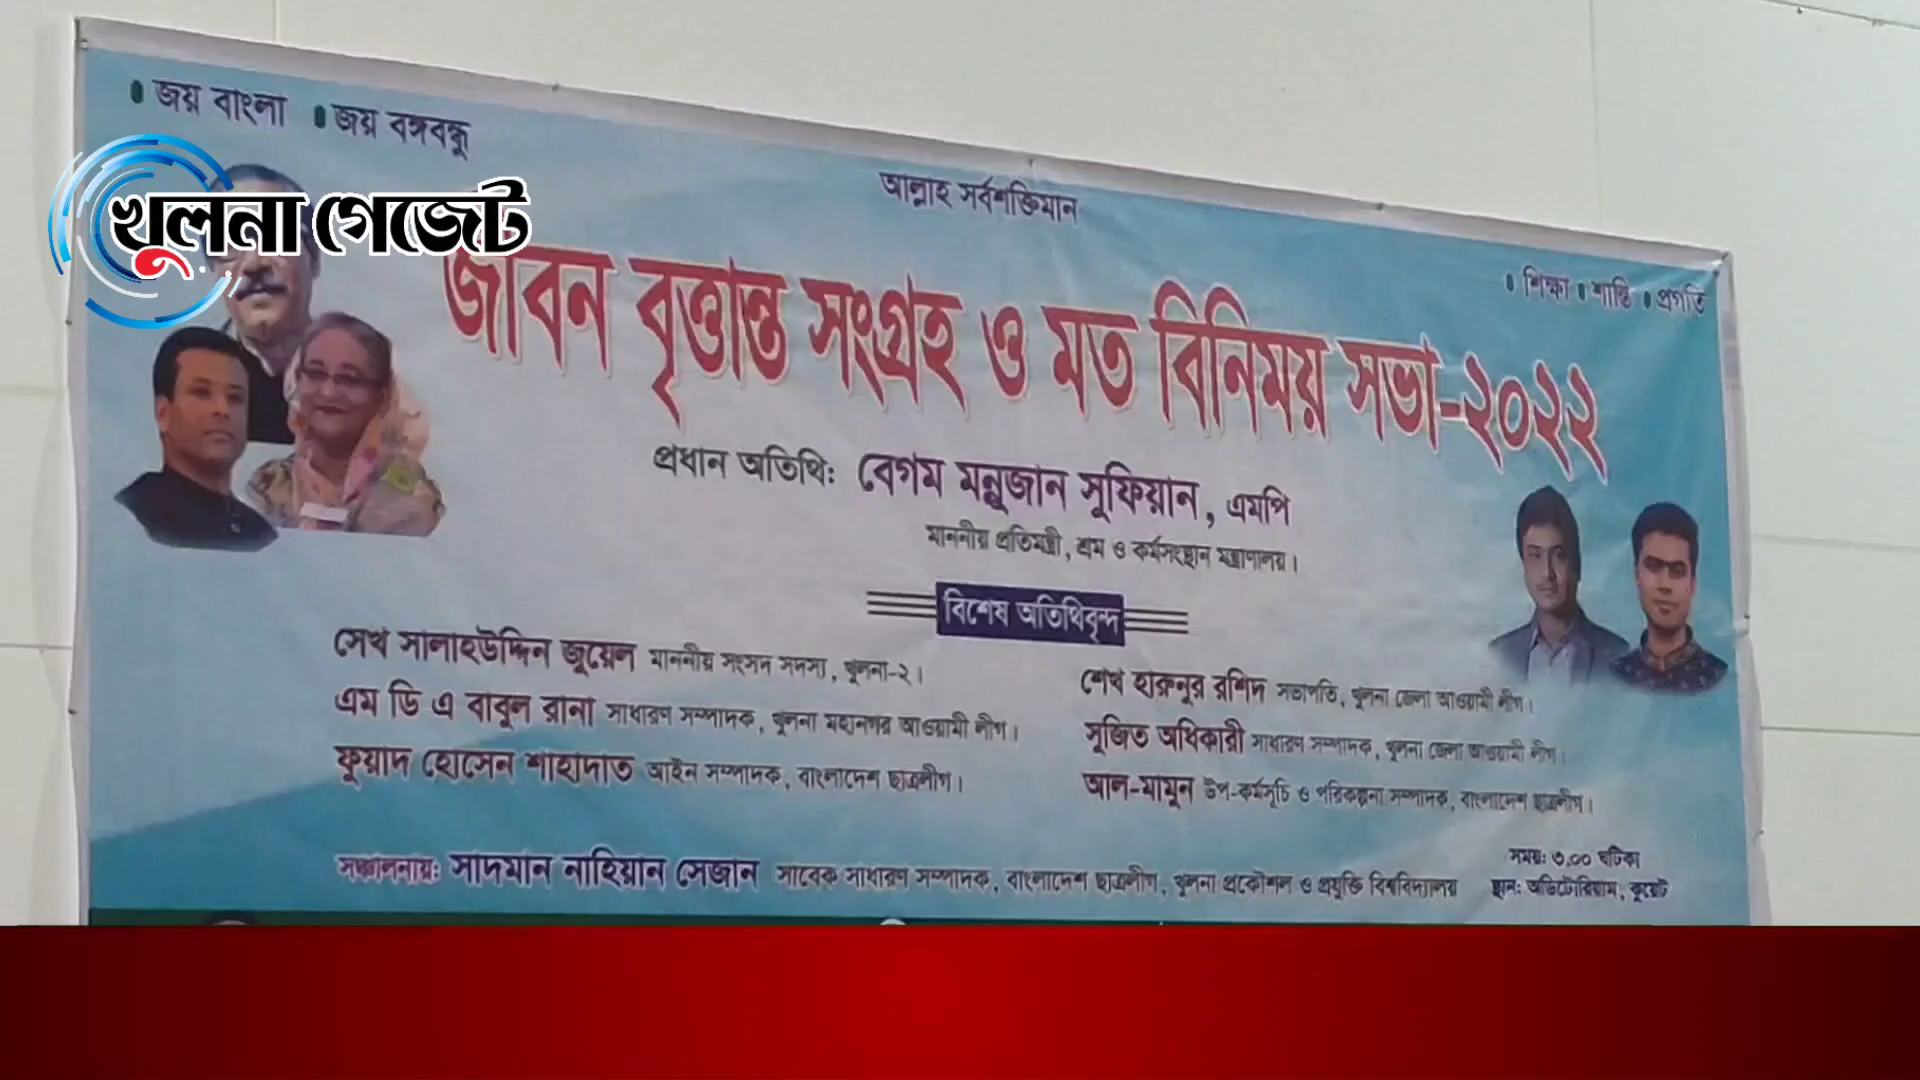 • জয় বাংলা • জয় বঙ্গবন্ধু
খুলনা গেজেট
আল্লাহ সর্বশক্তিমান
• শিক্ষা • শান্তি • প্রগতি
জীবন বৃত্তান্ত সংগ্রহ ও মত বিনিময় সভা-২০২২
প্রধান অতিথি: বেগম মন্নুজান সুফিয়ান, এমপি
মাননীয় প্রতিমন্ত্রী, শ্রম ও কর্মসংস্থান মন্ত্রাণালয়।
বিশেষ অতিথিবৃন্দ
সেখ সালাহউদ্দিন জুয়েল মাননীয় সংসদ সদস্য, খুলনা-২।
এম ডি এ বাবুল রানা সাধারণ সম্পাদক, খুলনা মহানগর আওয়ামী লীগ।
ফুয়াদ হোসেন শাহাদাত আইন সম্পাদক, বাংলাদেশ ছাত্রলীগ।
শেখ হারুনুর রশিদ সভাপতি, খুলনা জেলা আওয়ামী লীগ।
সুজিত অধিকারী সাধারণ সম্পাদক, খুলনা জেলা আওয়ামী লীগ।
আল-মামুন উপ-কর্মসূচি ও পরিকল্পনা সম্পাদক, বাংলাদেশ ছাত্রলীগ।
সঞ্চালনায়: সাদমান নাহিয়ান সেজান সাবেক সাধারণ সম্পাদক, বাংলাদেশ ছাত্রলীগ, খুলনা প্রকৌশল ও প্রযুক্তি বিশ্ববিদ্যালয়
সময়: ৩.০০ ঘটিকা
স্থান: অডিটোরিয়াম, কুয়েট